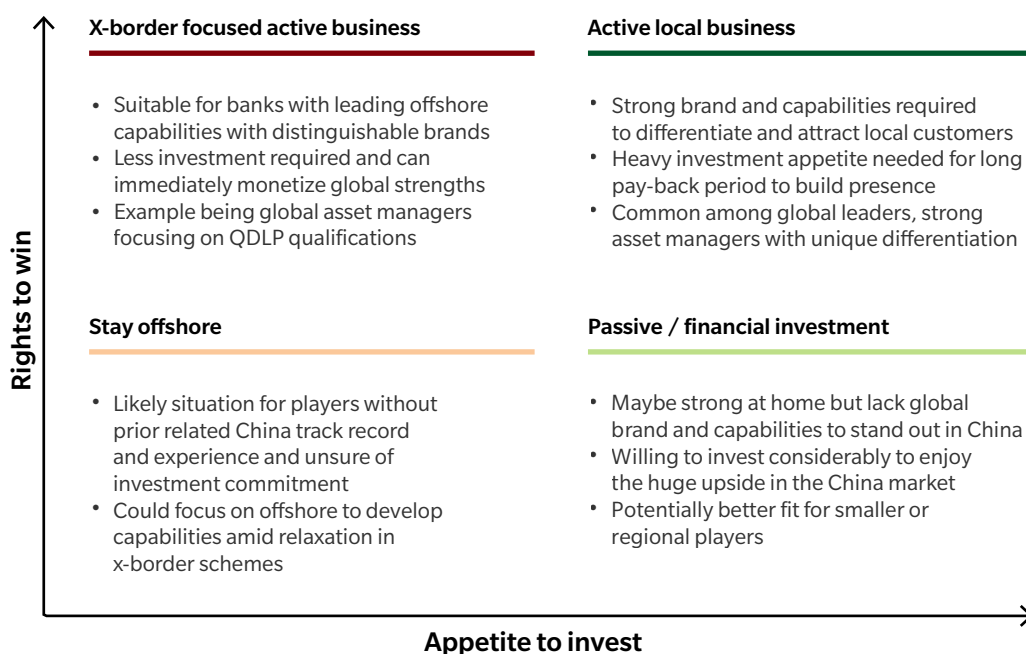 X-border focused active business
• Suitable for banks with leading offshore
capabilities with distinguishable brands
• Less investment required and can
immediately monetize global strengths
• Example being global asset managers
focusing on QDLP qualifications
Active local business
• Strong brand and capabilities required
to differentiate and attract local customers
• Heavy investment appetite needed for long
pay-back period to build presence
• Common among global leaders, strong
asset managers with unique differentiation
Rights to win
Stay offshore
• Likely situation for players without
prior related China track record
and experience and unsure of
investment commitment
• Could focus on offshore to develop
capabilities amid relaxation in
x-border schemes
Passive / financial investment
• Maybe strong at home but lack global
brand and capabilities to stand out in China
• Willing to invest considerably to enjoy
the huge upside in the China market
• Potentially better fit for smaller or
regional players
Appetite to invest